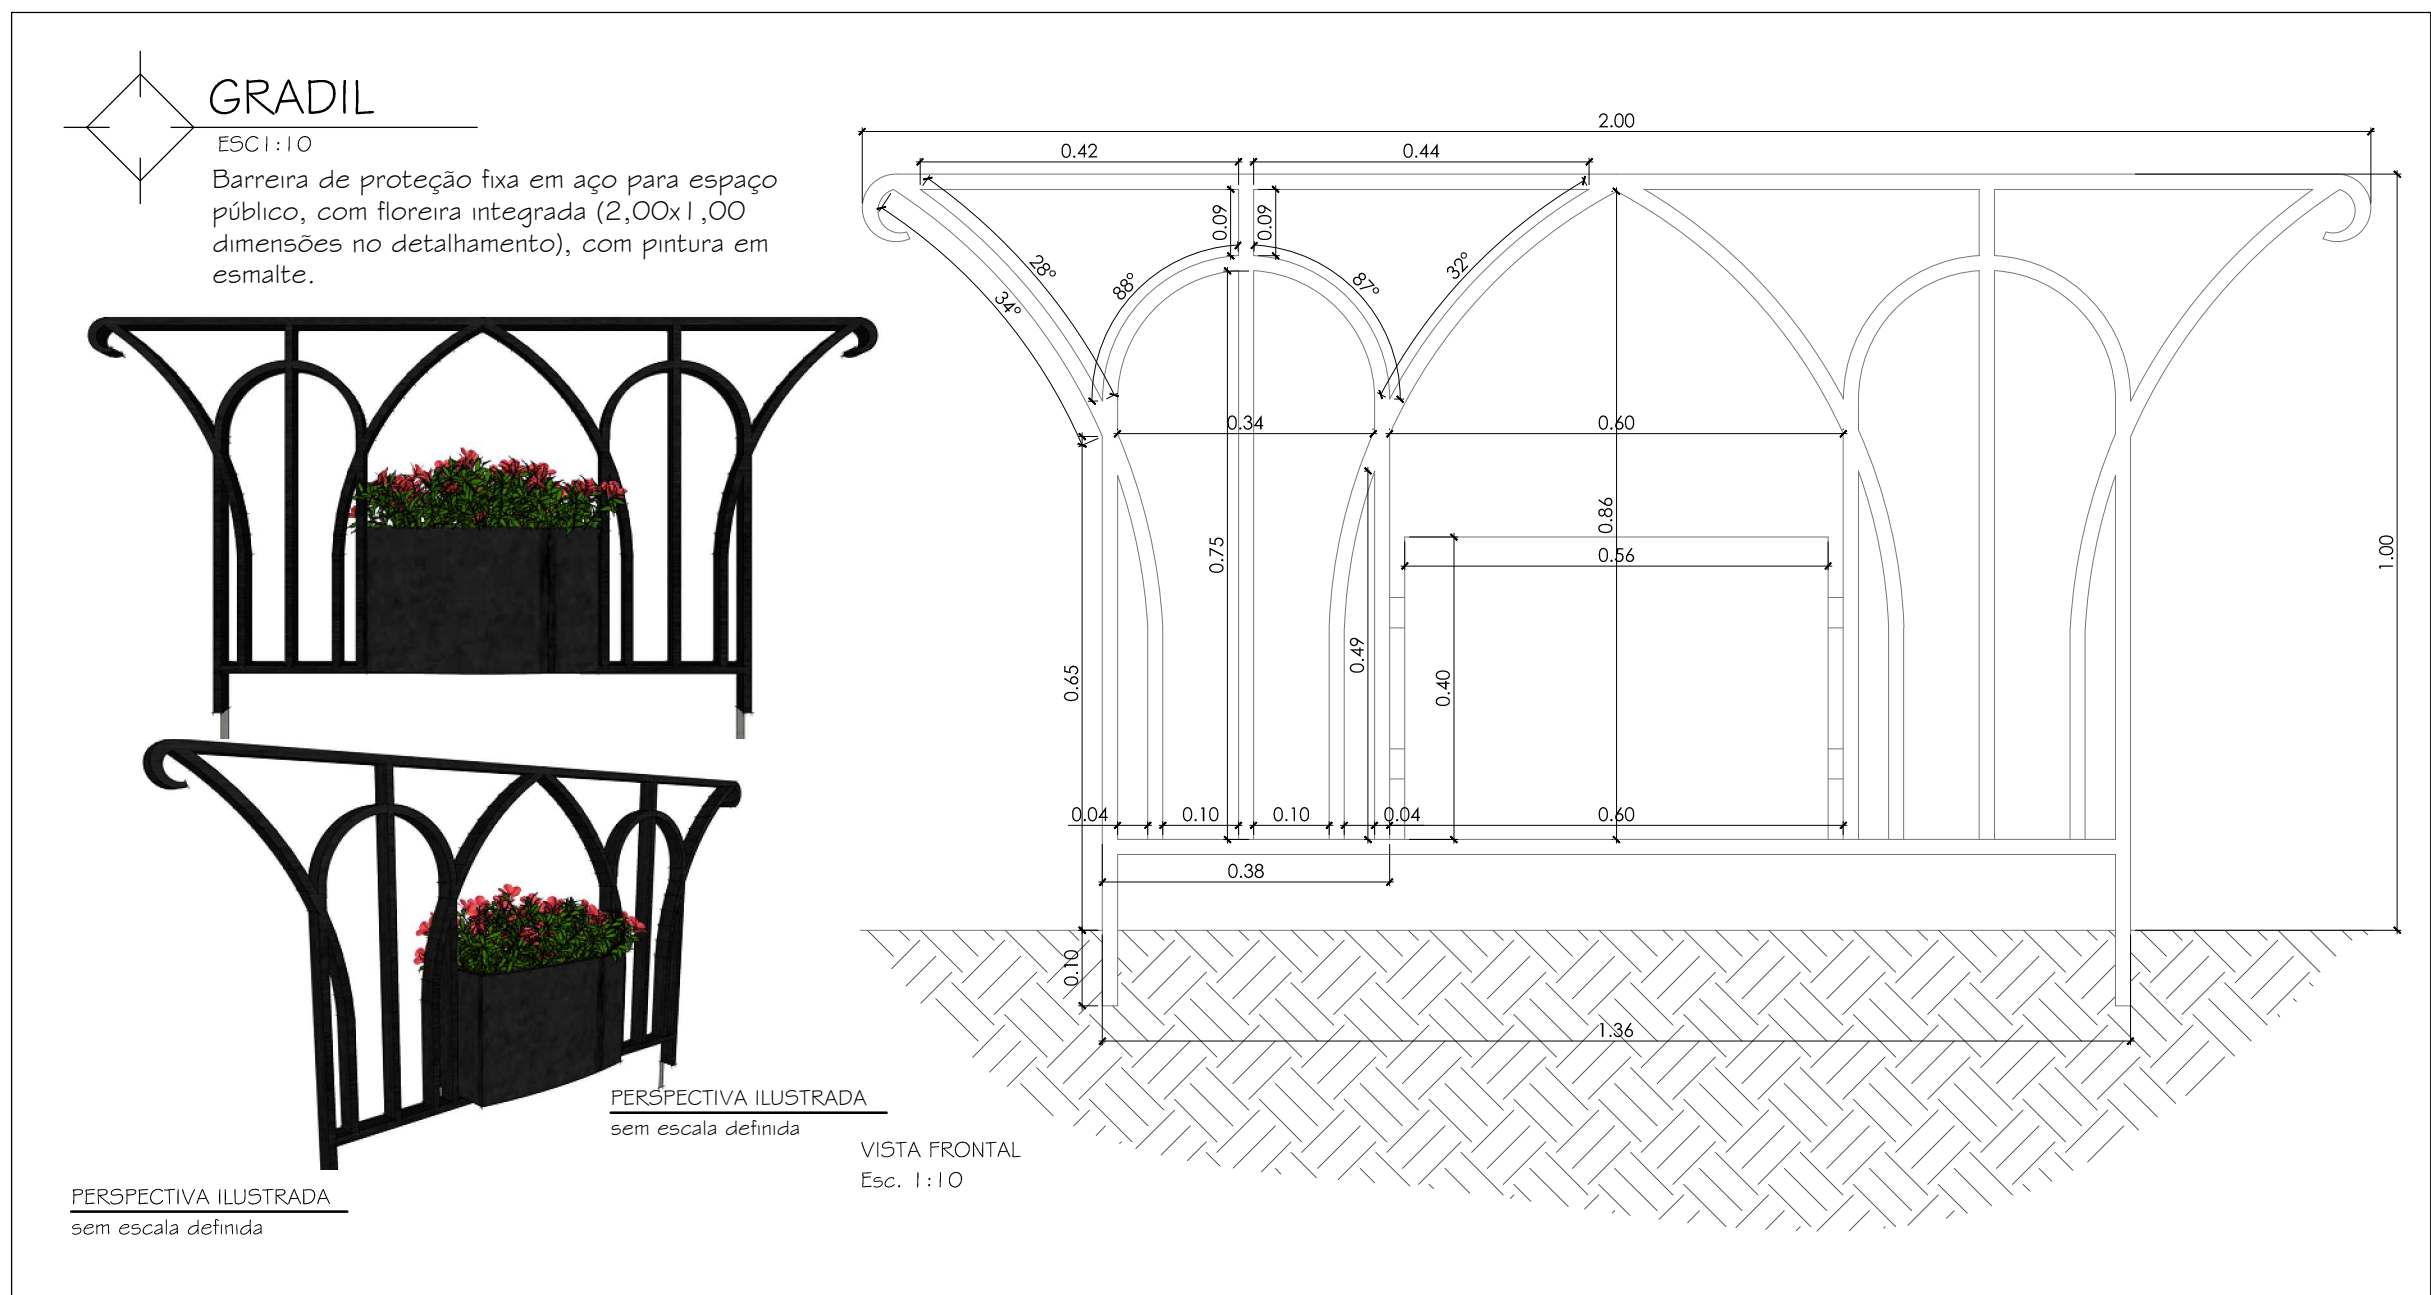 GRADIL
ESC1:10
Barreira de proteção fixa em aço para espaço
público, com floreira integrada (2,00x1,00
dimensões no detalhamento), com pintura em
esmalte.
2.00
0.42
0.44
0.09
0.09
28°
34°
88°
87°
32°
0.34
0.60
0.86
0.56
0.75
1.00
0.49
0.40
0.65
0.04
0.10
0.10
0.04
0.60
0.38
0.10
1.36
PERSPECTIVA ILUSTRADA
sem escala definida
VISTA FRONTAL
Esc. 1:10
PERSPECTIVA ILUSTRADA
sem escala definida